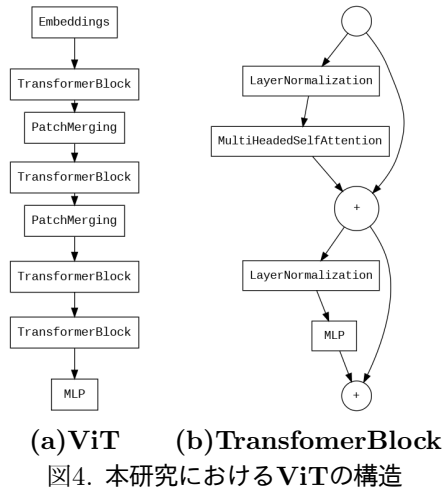 Embeddings
TransformerBlock
PatchMerging
TransformerBlock
PatchMerging
TransformerBlock
TransformerBlock
MLP
(a)ViT
LayerNormalization
MultiHeadedSelfAttention
+
LayerNormalization
MLP
+
(b)TransfomerBlock
図4. 本研究におけるViTの構造